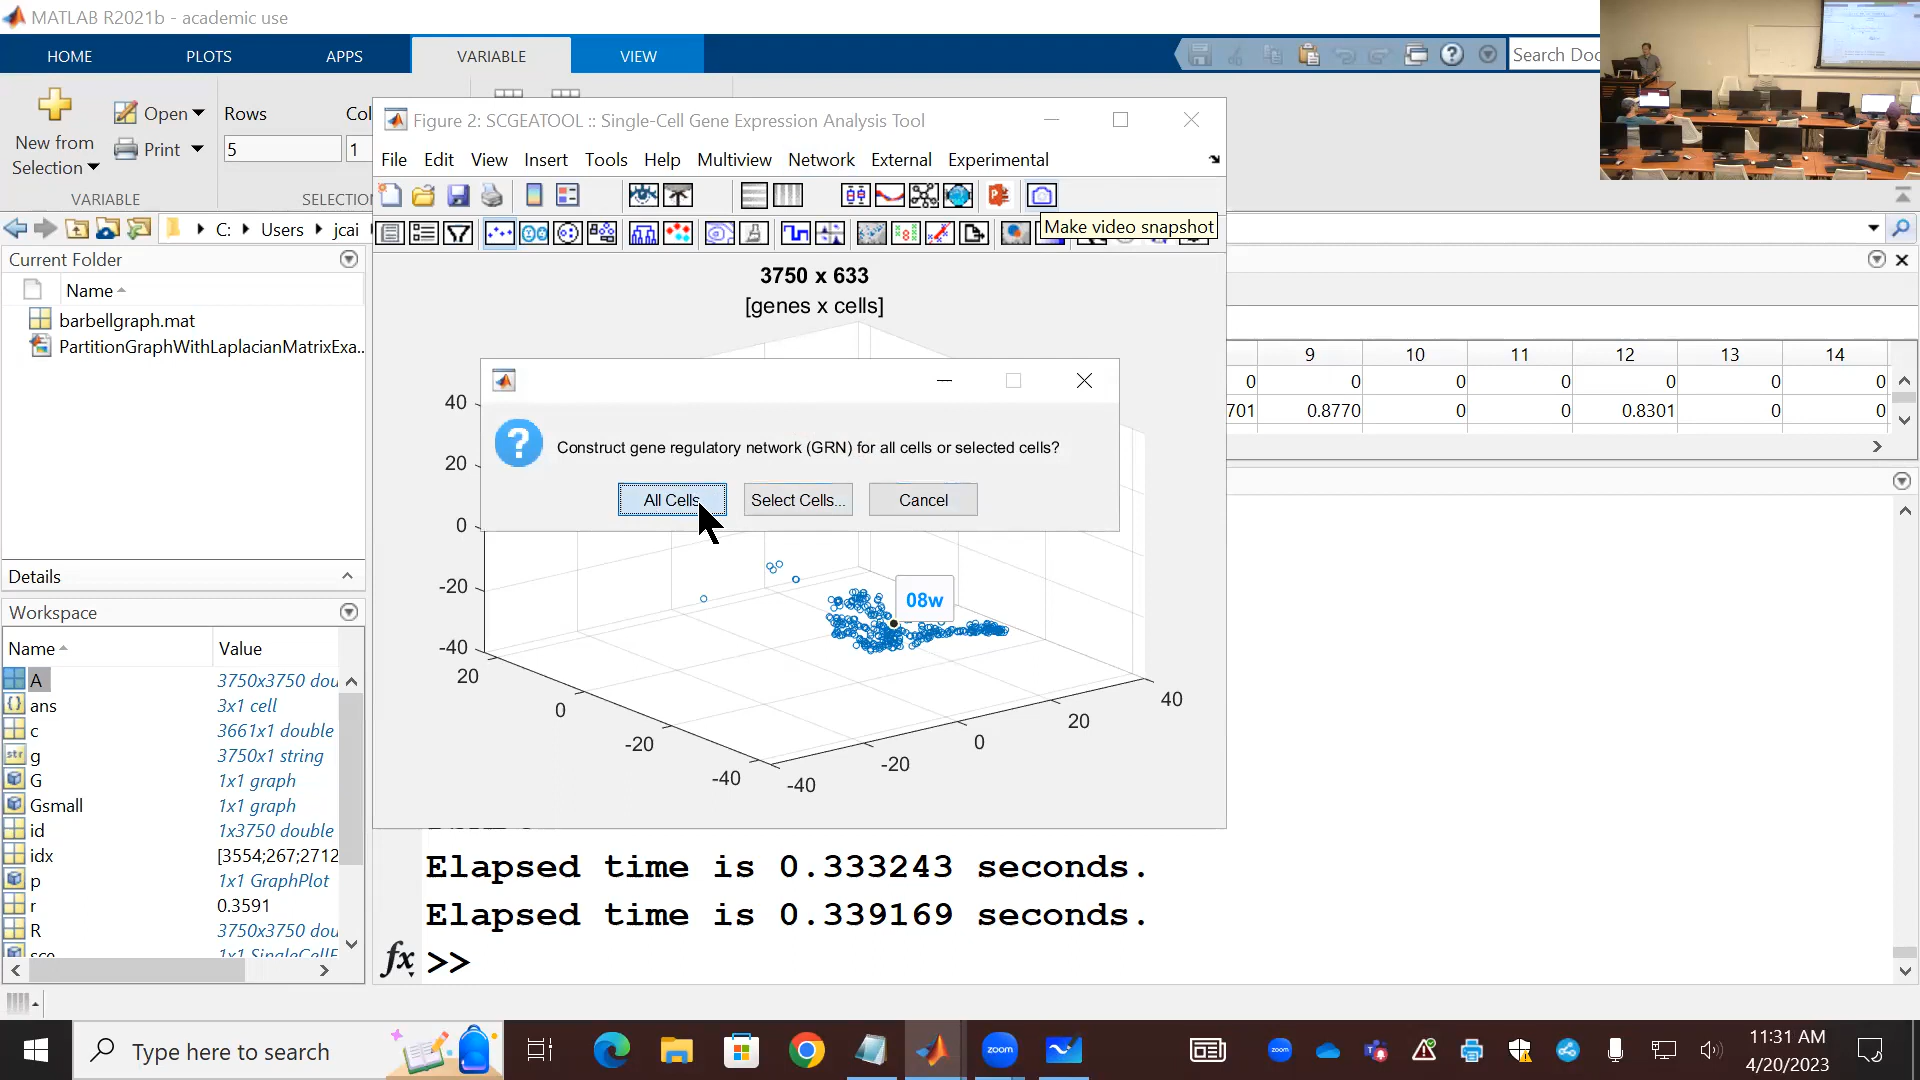 MATLAB R2021b - academic use
HOME PLOTS APPS VARIABLE VIEW
Search Doc
New from
Selection
Open
Print
Rows
5
Col
1
VARIABLE
SELECTION
Figure 2: SCGEATOOL :: Single-Cell Gene Expression Analysis Tool
File Edit View Insert Tools Help Multiview Network External Experimental
Make video snapshot
C: Users jcai
Current Folder
Name
barbellgraph.mat
PartitionGraphWithLaplacianMatrixExa..
Details
Workspace
Name Value
A 3750x3750 dou
ans 3x1 cell
c 3661x1 double
str g 3750x1 string
G 1x1 graph
Gsmall 1x1 graph
id 1x3750 double
idx [3554;267;2712
p 1x1 GraphPlot
r 0.3591
R 3750x3750 dou
sce 1x1 SingleCellE
3750 x 633
[genes x cells]
Construct gene regulatory network (GRN) for all cells or selected cells?
All Cells Select Cells... Cancel
40
20
0
-20
-40
20
0
-20
-40
-40
-20
0
20
40
08w
9 10 11 12 13 14
0 0 0 0 0 0 0
701 0.8770 0 0 0.8301 0 0
Elapsed time is 0.333243 seconds.
Elapsed time is 0.339169 seconds.
fx >>
Type here to search
zoom
zoom
11:31 AM
4/20/2023